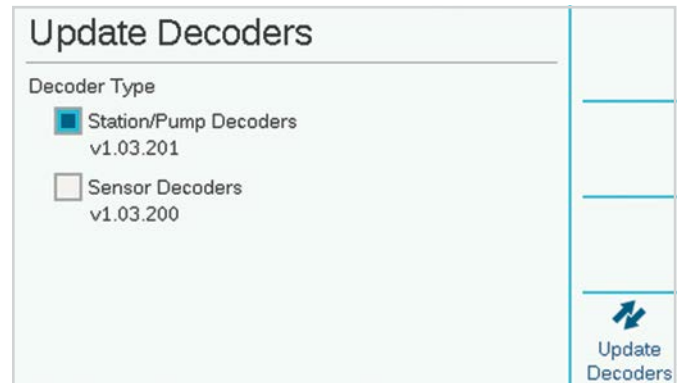 Update Decoders
Decoder Type
Station/Pump Decoders
v1.03.201
Sensor Decoders
v1.03.200
Update
Decoders